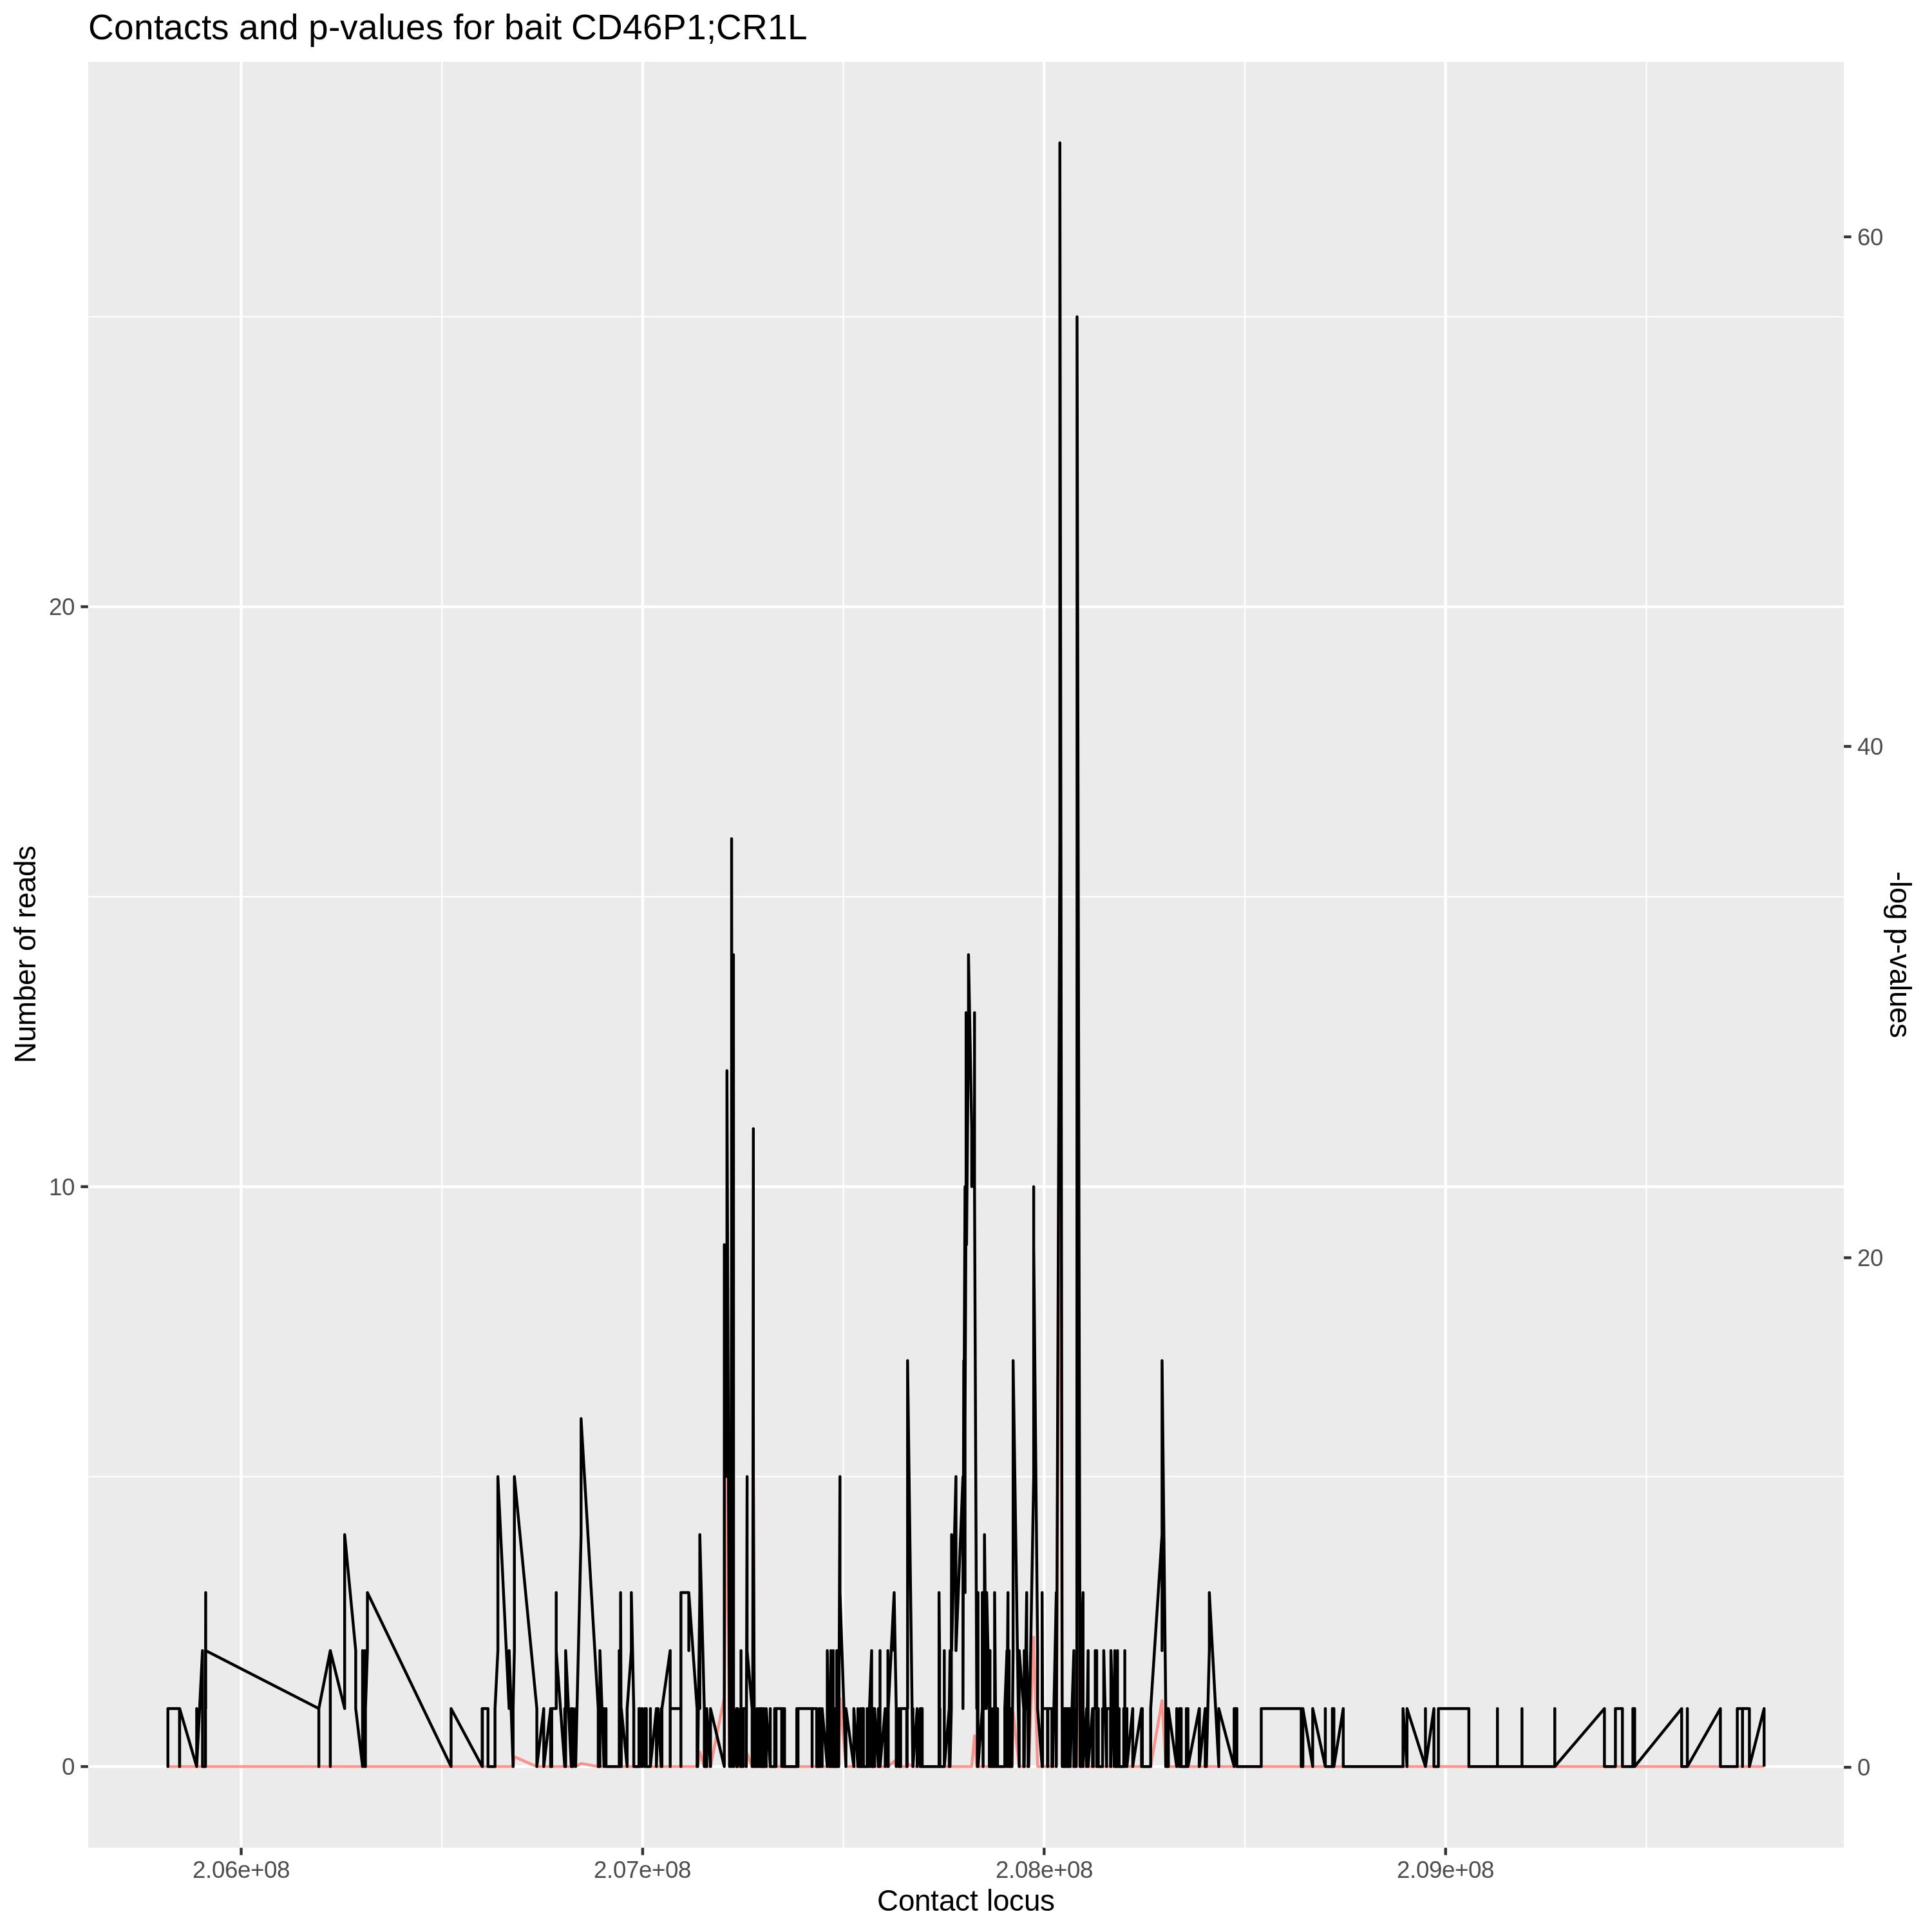 Contacts and p-values for bait CD46P1;CR1L
60
20
40
Number of reads
-log p-values
10
20
0
0
2.06e+08
2.07e+08
2.08e+08
2.09e+08
Contact locus